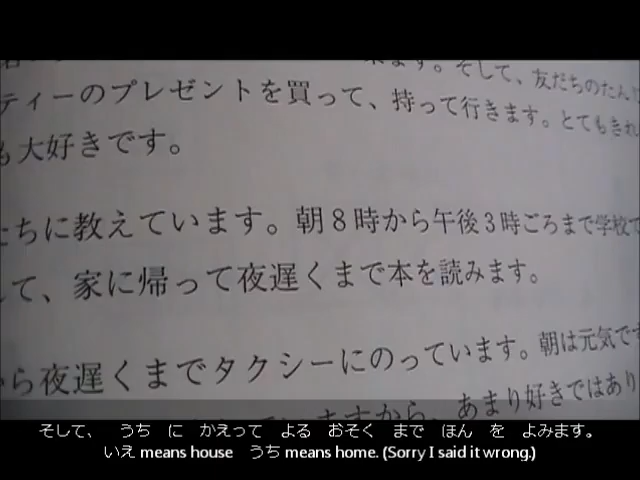 ます。そして、友だちのたん
ティーのプレゼントを買って、持って行きます。とてもきれ
も大好きです。
たちに教えています。朝8時から午後3時ごろまで学校で
して、家に帰って夜遅くまで本を読みます。
から夜遅くまでタクシーにのっています。朝は元気です
ていますから、あまり好きではあり
そして、 うち に かえって よる おそく まで ほん を よみます。
いえ means house うち means home. (Sorry I said it wrong.)